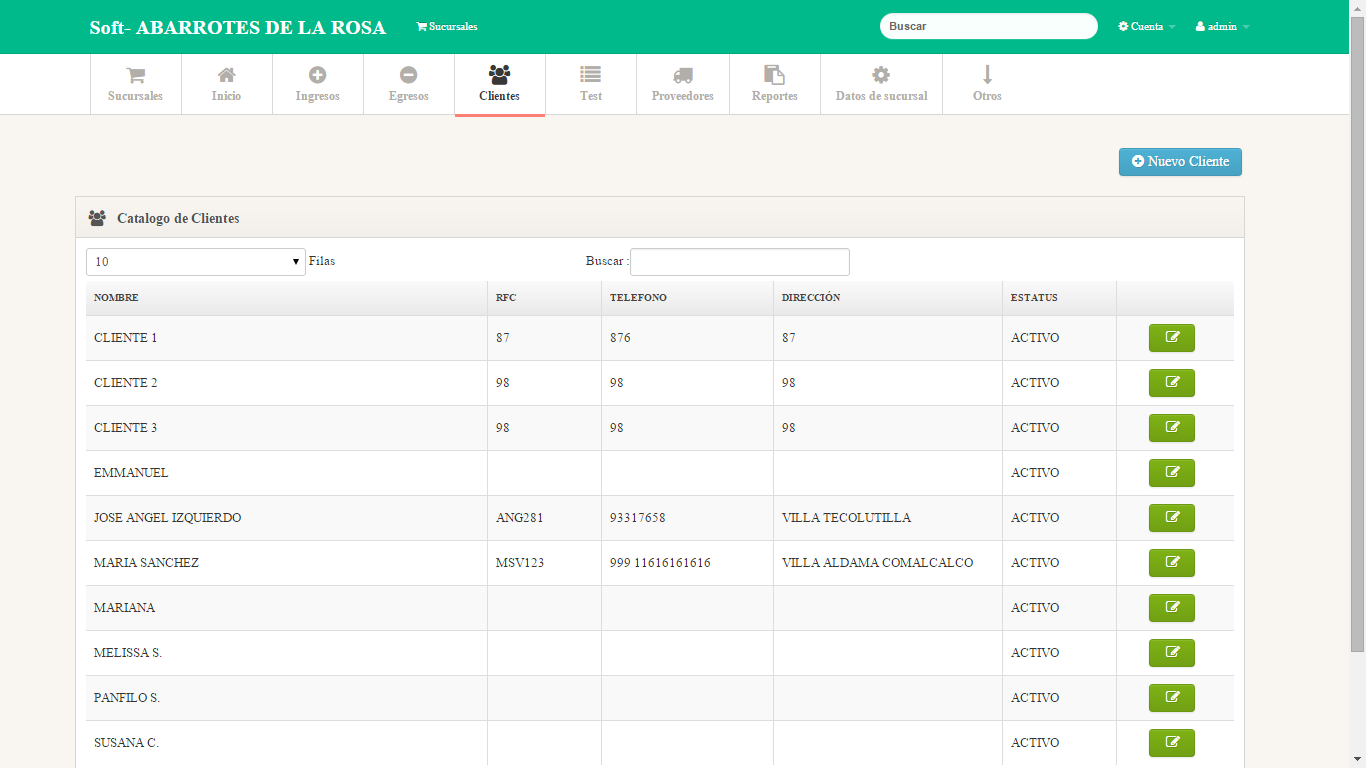 Soft- ABARROTES DE LA ROSA Sucursales Buscar Cuenta admin
Sucursales Inicio Ingresos Egresos Clientes Test Proveedores Reportes Datos de sucursal Otros
Nuevo Cliente
Catalogo de Clientes
10 Filas Buscar :
NOMBRE RFC TELEFONO DIRECCIÓN ESTATUS
CLIENTE 1 87 876 87 ACTIVO
CLIENTE 2 98 98 98 ACTIVO
CLIENTE 3 98 98 98 ACTIVO
EMMANUEL ACTIVO
JOSE ANGEL IZQUIERDO ANG281 93317658 VILLA TECOLUTILLA ACTIVO
MARIA SANCHEZ MSV123 999 11616161616 VILLA ALDAMA COMALCALCO ACTIVO
MARIANA ACTIVO
MELISSA S. ACTIVO
PANFILO S. ACTIVO
SUSANA C. ACTIVO